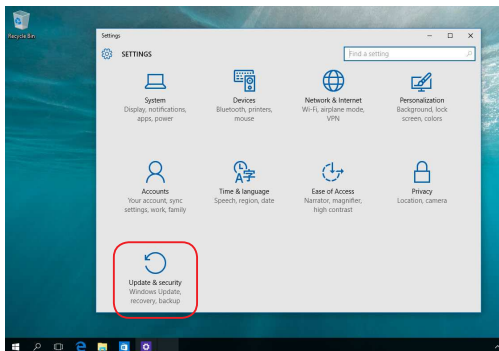 Recycle Bin
Settings
SETTINGS
Find a setting
System
Display, notifications,
apps, power
Devices
Bluetooth, printers,
mouse
Network & Internet
Wi-Fi, airplane mode,
VPN
Personalization
Background, lock
screen, colors
Accounts
Your account, sync
settings, work, family
Time & language
Speech, region, date
Ease of Access
Narrator, magnifier,
high contrast
Privacy
Location, camera
Update & security
Windows Update,
recovery, backup